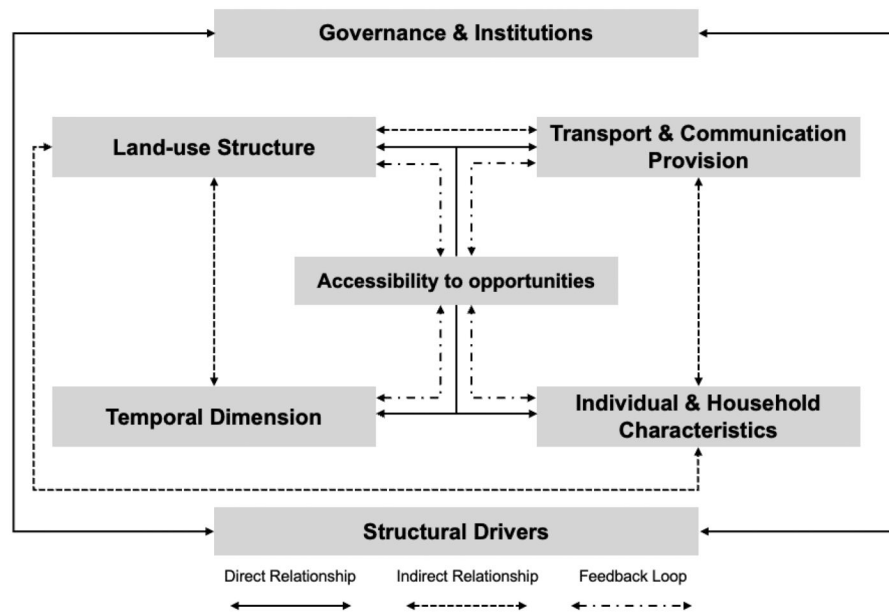 Governance & Institutions
Land-use Structure
Transport & Communication
Provision
Accessibility to opportunities
Temporal Dimension
Individual & Household
Characteristics
Structural Drivers
Direct Relationship
Indirect Relationship
Feedback Loop